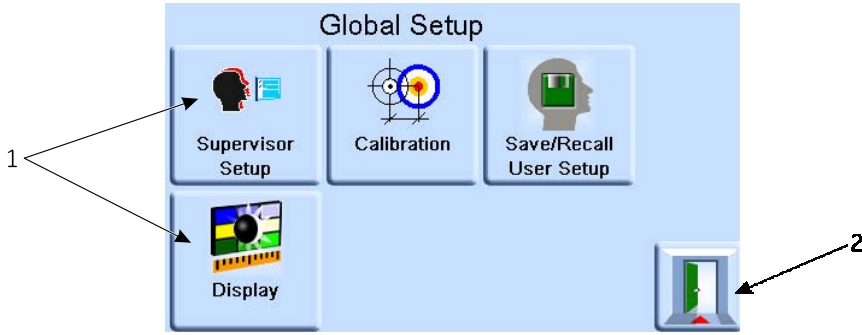 Global Setup
Supervisor
Setup
Calibration
Save/Recall
User Setup
1
Display
2